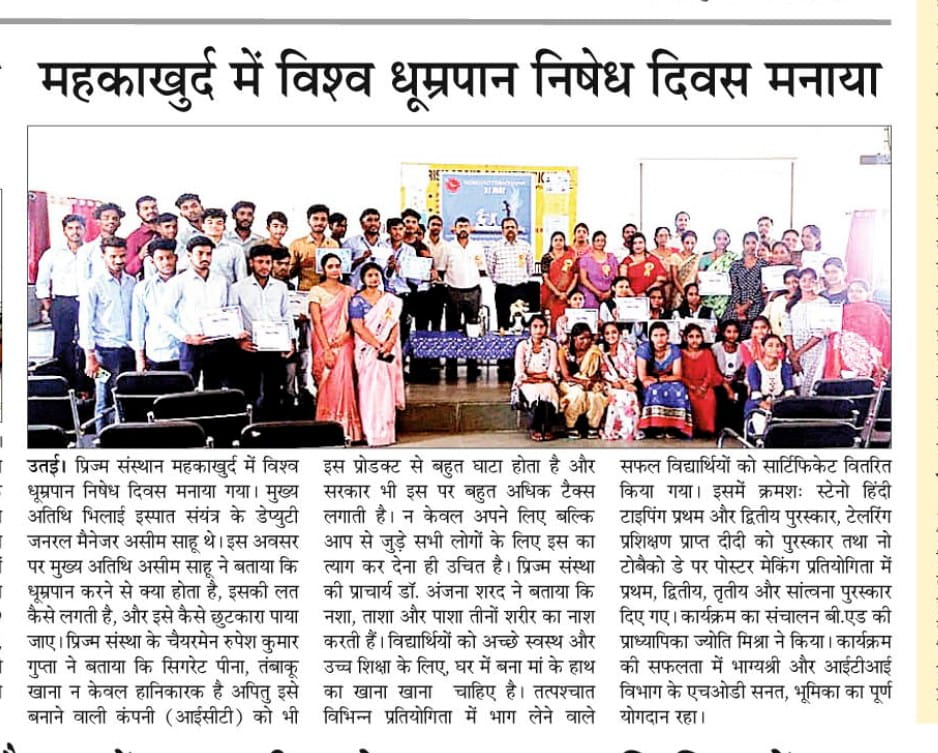 महकाखुर्द में विश्व धूम्रपान निषेध दिवस मनाया
31 MAY
उतई। प्रिज्म संस्थान महकाखुर्द में विश्व
धूम्रपान निषेध दिवस मनाया गया। मुख्य
अतिथि भिलाई इस्पात संयंत्र के डेप्युटी
जनरल मैनेजर असीम साहू थे। इस अवसर
पर मुख्य अतिथि असीम साहू ने बताया कि
धूम्रपान करने से क्या होता है, इसकी लत
कैसे लगती है, और इसे कैसे छुटकारा पाया
जाए। प्रिज्म संस्था के चैयरमेन रुपेश कुमार
गुप्ता ने बताया कि सिगरेट पीना, तंबाकू
खाना न केवल हानिकारक है अपितु इसे
बनाने वाली कंपनी (आईसीटी) को भी
इस प्रोडक्ट से बहुत घाटा होता है और
सरकार भी इस पर बहुत अधिक टैक्स
लगाती है। न केवल अपने लिए बल्कि
आप से जुड़े सभी लोगों के लिए इस का
त्याग कर देना ही उचित है। प्रिज्म संस्था
की प्राचार्य डॉ. अंजना शरद ने बताया कि
नशा, ताशा और पाशा तीनों शरीर का नाश
करती हैं। विद्यार्थियों को अच्छे स्वस्थ और
उच्च शिक्षा के लिए, घर में बना मां के हाथ
का खाना खाना चाहिए है। तत्पश्चात
विभिन्न प्रतियोगिता में भाग लेने वाले
सफल विद्यार्थियों को सार्टिफिकेट वितरित
किया गया। इसमें क्रमशः स्टेनो हिंदी
टाइपिंग प्रथम और द्वितीय पुरस्कार, टेलरिंग
प्रशिक्षण प्राप्त दीदी को पुरस्कार तथा नो
टोबैको डे पर पोस्टर मेकिंग प्रतियोगिता में
प्रथम, द्वितीय, तृतीय और सांत्वना पुरस्कार
दिए गए। कार्यक्रम का संचालन बी.एड की
प्राध्यापिका ज्योति मिश्रा ने किया। कार्यक्रम
की सफलता में भाग्यश्री और आईटीआई
विभाग के एचओडी सनत, भूमिका का पूर्ण
योगदान रहा।